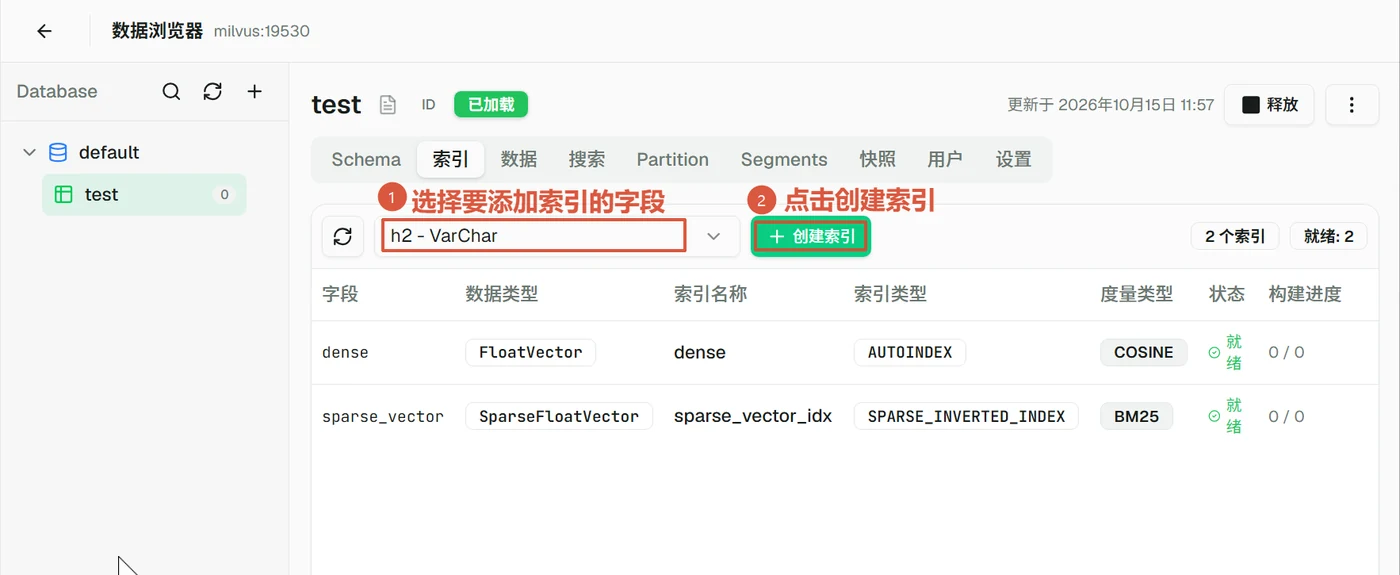 数据浏览器 milvus:19530
Database
default
test 0
test ID 已加载 更新于 2026年10月15日 11:57 释放
Schema 索引 数据 搜索 Partition Segments 快照 用户 设置
1 选择要添加索引的字段 2 点击创建索引
h2 - VarChar + 创建索引 2 个索引 就绪: 2
字段 数据类型 索引名称 索引类型 度量类型 状态 构建进度
dense FloatVector dense AUTOINDEX COSINE 就绪 0 / 0
sparse_vector SparseFloatVector sparse_vector_idx SPARSE_INVERTED_INDEX BM25 就绪 0 / 0